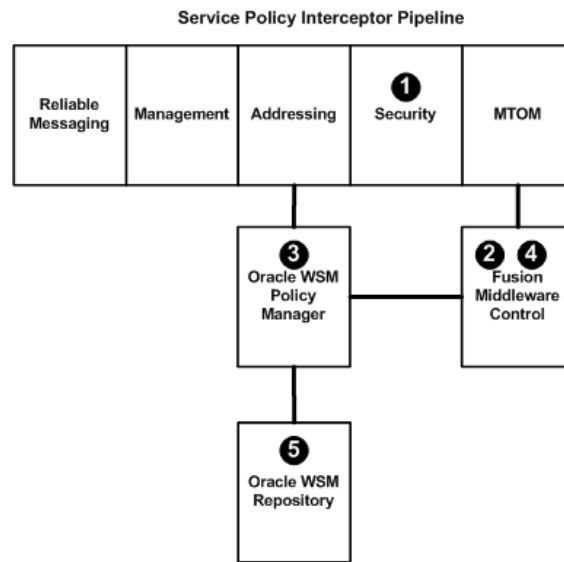 Service Policy Interceptor Pipeline
Reliable
Messaging
Management
Addressing
1
Security
MTOM
3
Oracle WSM
Policy
Manager
2 4
Fusion
Middleware
Control
5
Oracle WSM
Repository